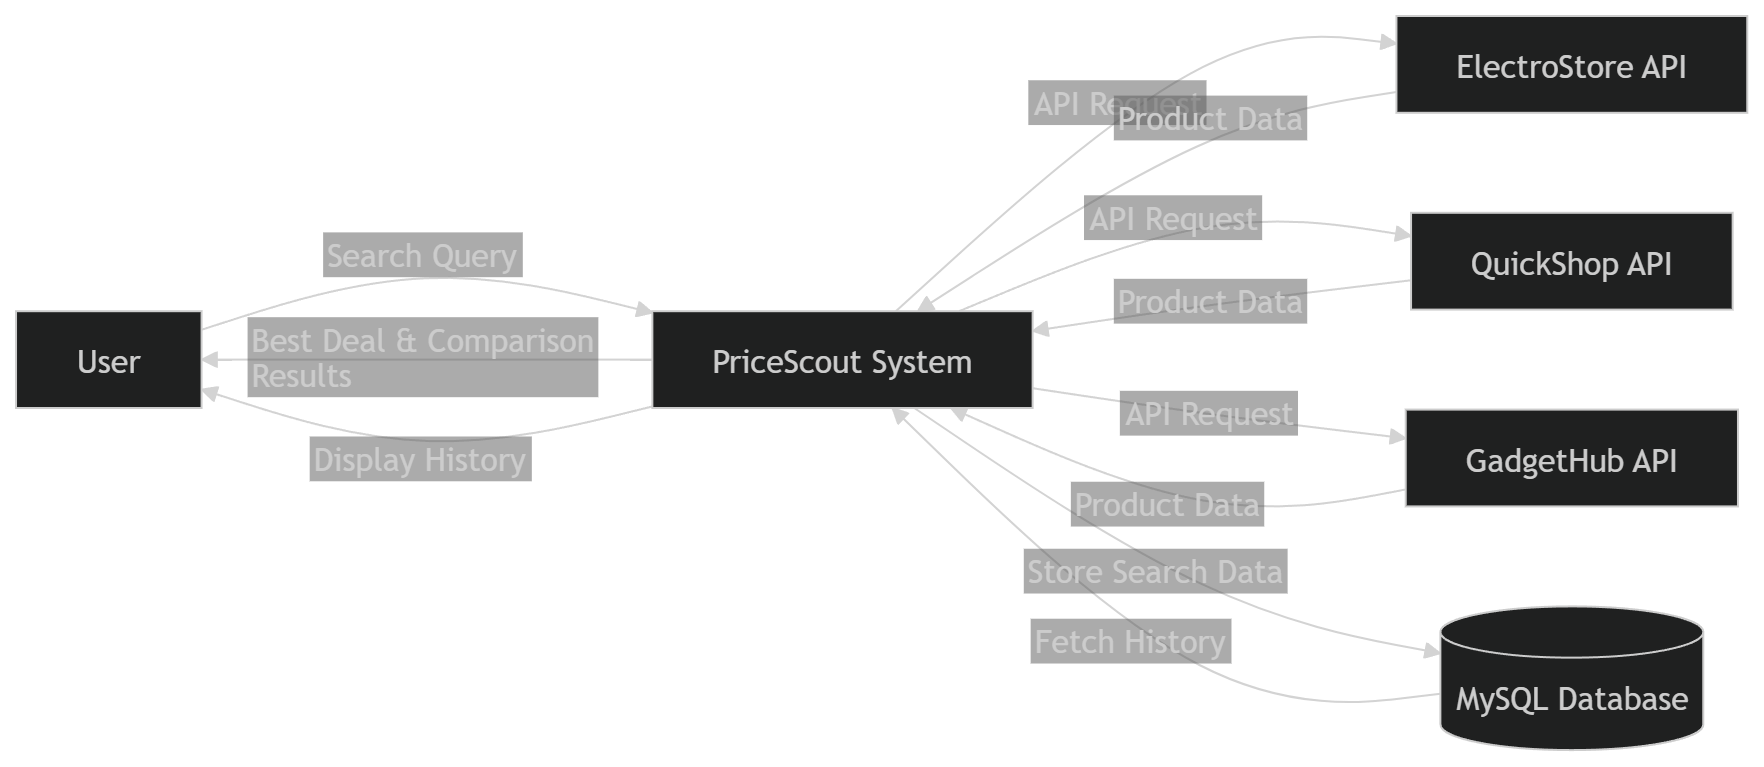 ElectroStore API
API Request
Product Data
API Request
QuickShop API
Search Query
Product Data
Best Deal & Comparison
Results
User
PriceScout System
API Request
Display History
GadgetHub API
Product Data
Store Search Data
Fetch History
MySQL Database